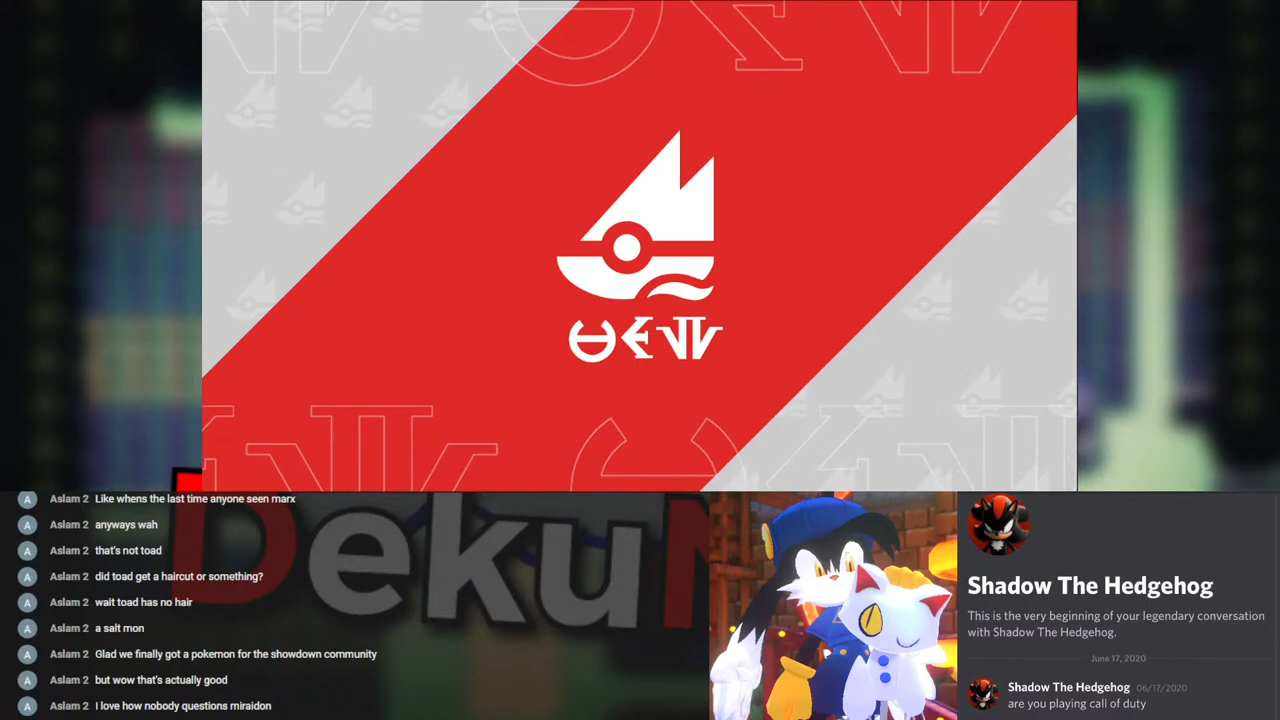 Aslam 2 Like whens the last time anyone seen marx
Aslam 2 anyways wah
Aslam 2 that's not toad
Aslam 2 did toad get a haircut or something?
Aslam 2 wait toad has no hair
Aslam 2 a salt mon
Aslam 2 Glad we finally got a pokemon for the showdown community
Aslam 2 but wow that's actually good
Aslam 2 I love how nobody questions miraidon
Deku
Shadow The Hedgehog
This is the very beginning of your legendary conversation
with Shadow The Hedgehog.
June 17, 2020
Shadow The Hedgehog 06/17/2020
are you playing call of duty